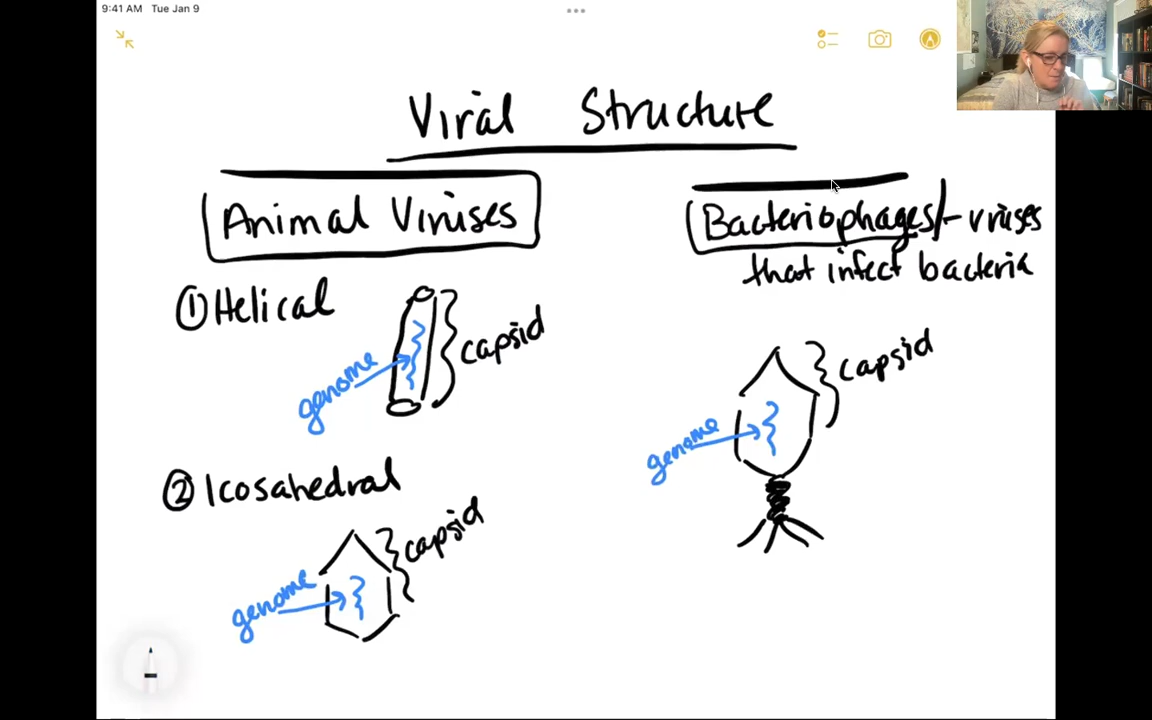 9:41 AM Tue Jan 9
Viral Structure
Animal Viruses
Bacteriophages - viruses
that infect bacteria
① Helical
capsid
genome
capsid
genome
② Icosahedral
capsid
genome